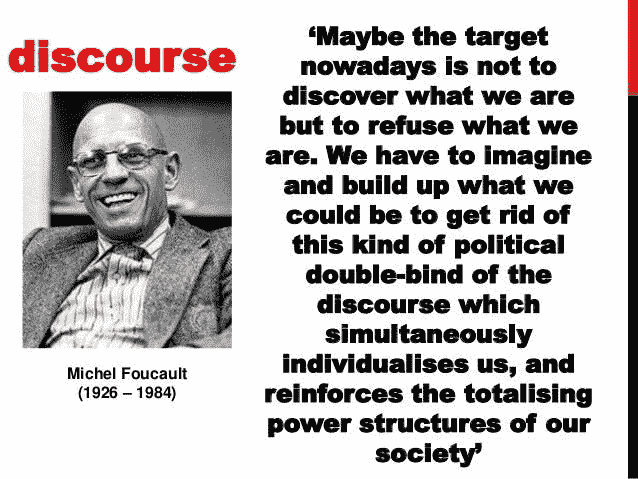 discourse
Michel Foucault
(1926 – 1984)
‘Maybe the target
nowadays is not to
discover what we are
but to refuse what we
are. We have to imagine
and build up what we
could be to get rid of
this kind of political
double-bind of the
discourse which
simultaneously
individualises us, and
reinforces the totalising
power structures of our
society’